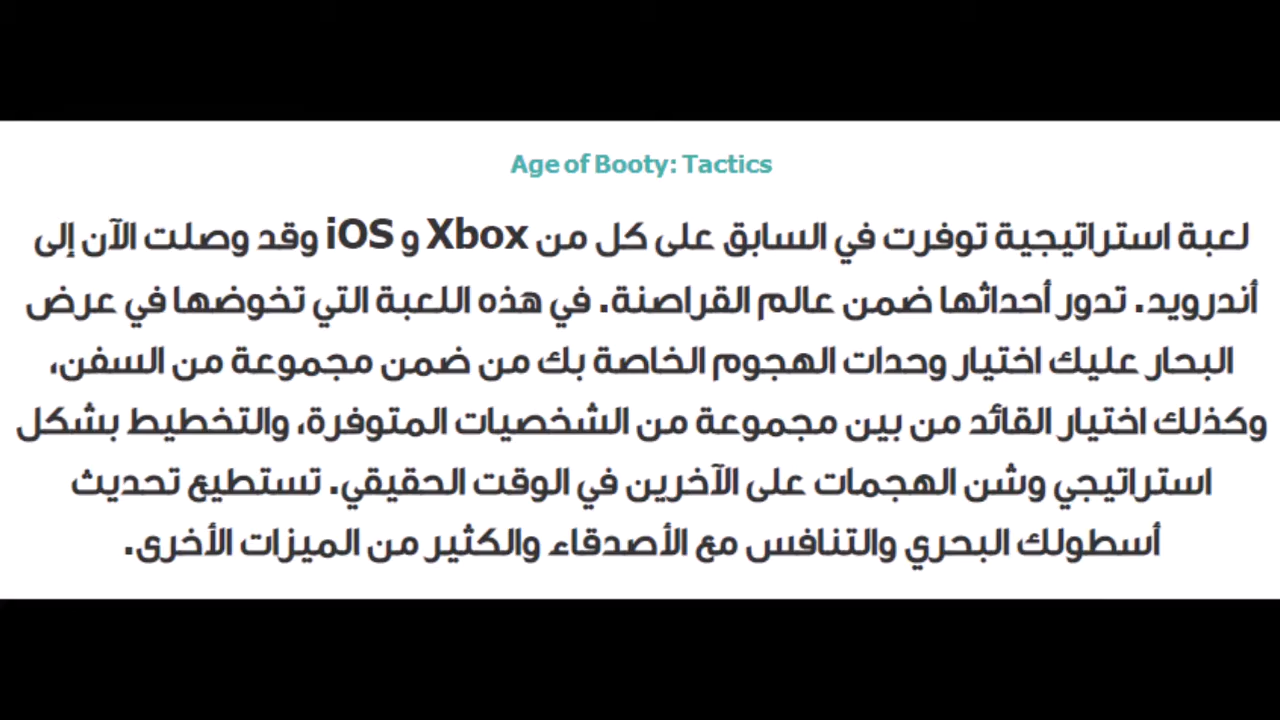 Age of Booty: Tactics
لعبة استراتيجية توفرت في السابق على كل من Xbox و iOS وقد وصلت الآن إلى
أندرويد. تدور أحداثها ضمن عالم القراصنة. في هذه اللعبة التي تخوضها في عرض
البحار عليك اختيار وحدات الهجوم الخاصة بك من ضمن مجموعة من السفن،
وكذلك اختيار القائد من بين مجموعة من الشخصيات المتوفرة، والتخطيط بشكل
استراتيجي وشن الهجمات على الآخرين في الوقت الحقيقي. تستطيع تحديث
أسطولك البحري والتنافس مع الأصدقاء والكثير من الميزات الأخرى.